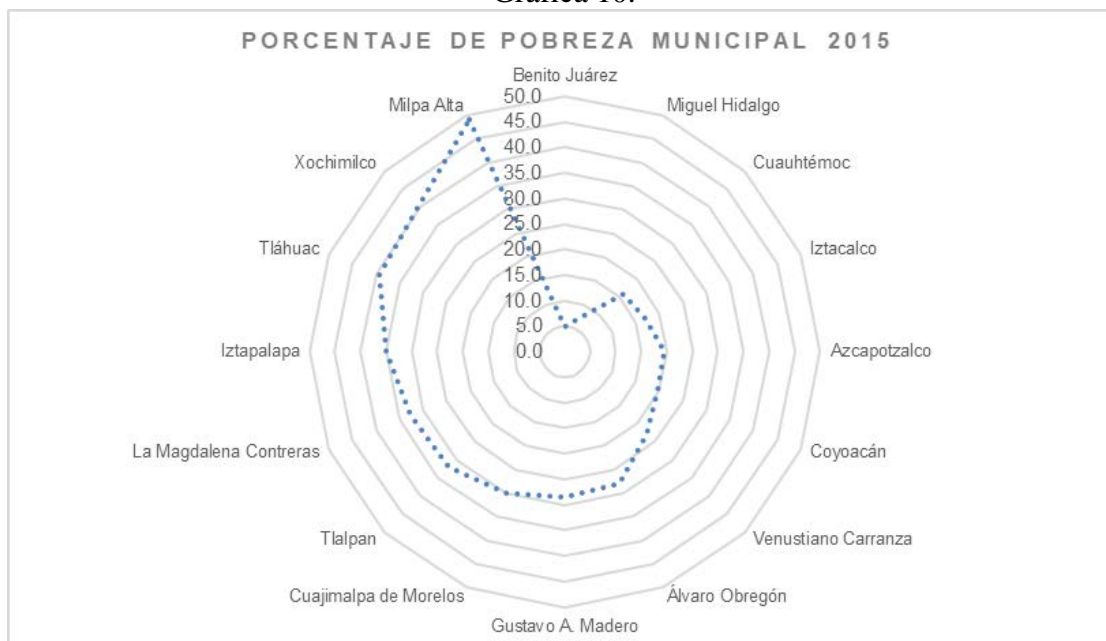 Gráfica 10.
PORCENTAJE DE POBREZA MUNICIPAL 2015
Benito Juárez
Miguel Hidalgo
Cuauhtémoc
Iztacalco
Azcapotzalco
Coyoacán
Venustiano Carranza
Álvaro Obregón
Gustavo A. Madero
Cuajimalpa de Morelos
Tlalpan
La Magdalena Contreras
Iztapalapa
Tláhuac
Xochimilco
Milpa Alta
50.0
45.0
40.0
35.0
30.0
25.0
20.0
15.0
10.0
5.0
0.0